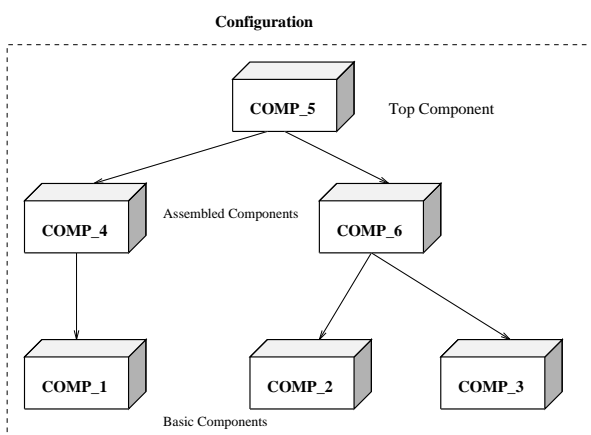 Configuration
COMP_5
Top Component
COMP_4
Assembled Components
COMP_6
COMP_1
COMP_2
COMP_3
Basic Components